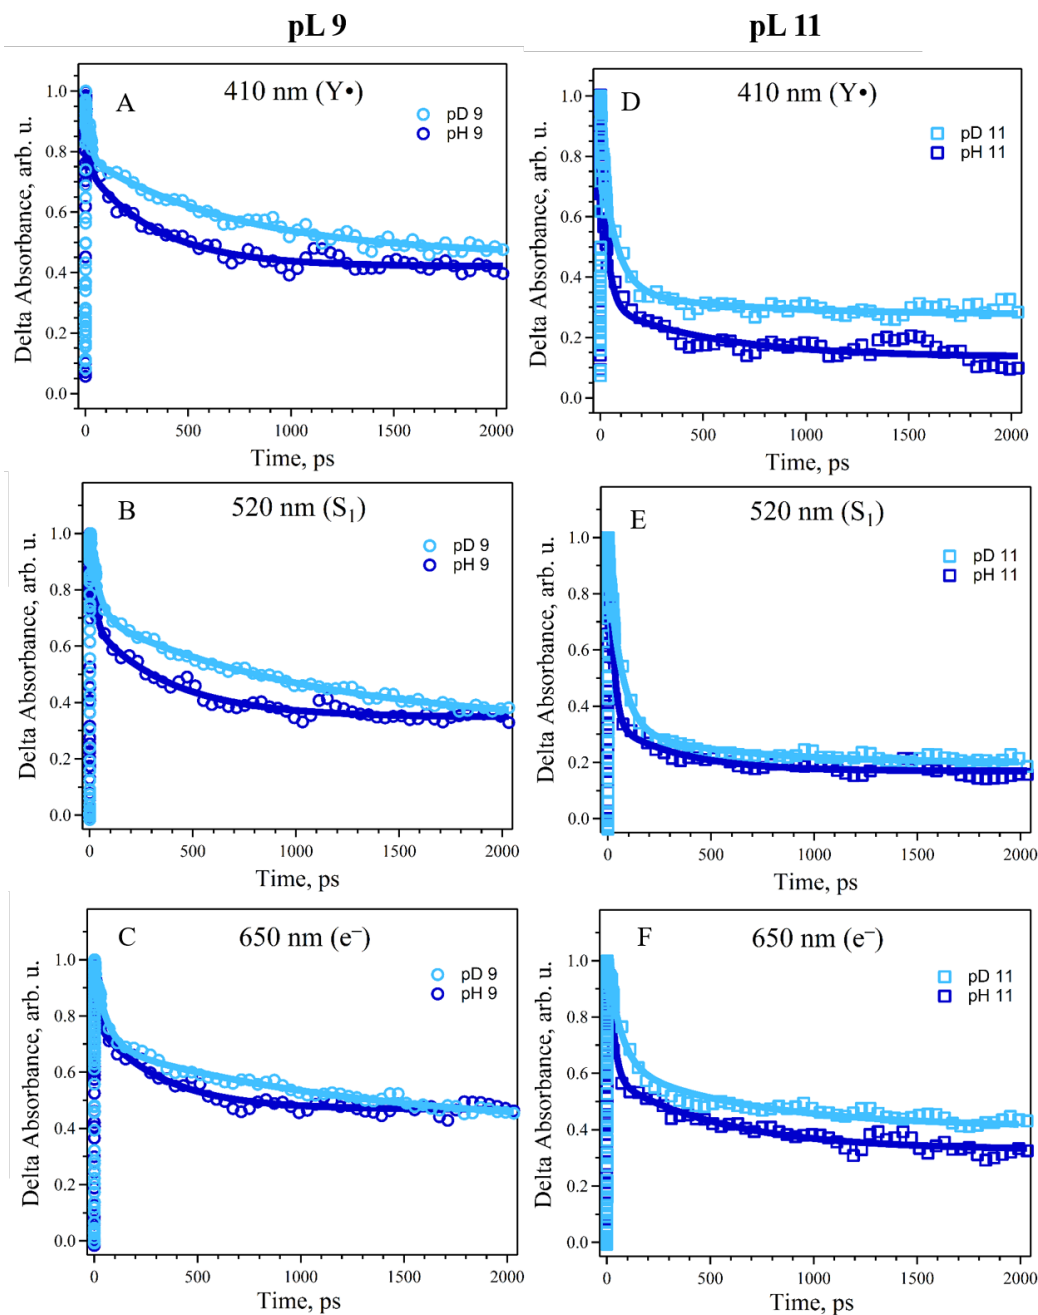 pL 9
pL 11
A
410 nm (Y•)
pD 9
pH 9
Delta Absorbance, arb. u.
1.0
0.8
0.6
0.4
0.2
0.0
0
500
1000
1500
2000
Time, ps
D
410 nm (Y•)
pD 11
pH 11
Delta Absorbance, arb. u.
1.0
0.8
0.6
0.4
0.2
0.0
0
500
1000
1500
2000
Time, ps
B
520 nm (S₁)
pD 9
pH 9
Delta Absorbance, arb. u.
1.0
0.8
0.6
0.4
0.2
0.0
0
500
1000
1500
2000
Time, ps
E
520 nm (S₁)
pD 11
pH 11
Delta Absorbance, arb. u.
1.0
0.8
0.6
0.4
0.2
0.0
0
500
1000
1500
2000
Time, ps
C
650 nm (e⁻)
pD 9
pH 9
Delta Absorbance, arb. u.
1.0
0.8
0.6
0.4
0.2
0.0
0
500
1000
1500
2000
Time, ps
F
650 nm (e⁻)
pD 11
pH 11
Delta Absorbance, arb. u.
1.0
0.8
0.6
0.4
0.2
0.0
0
500
1000
1500
2000
Time, ps